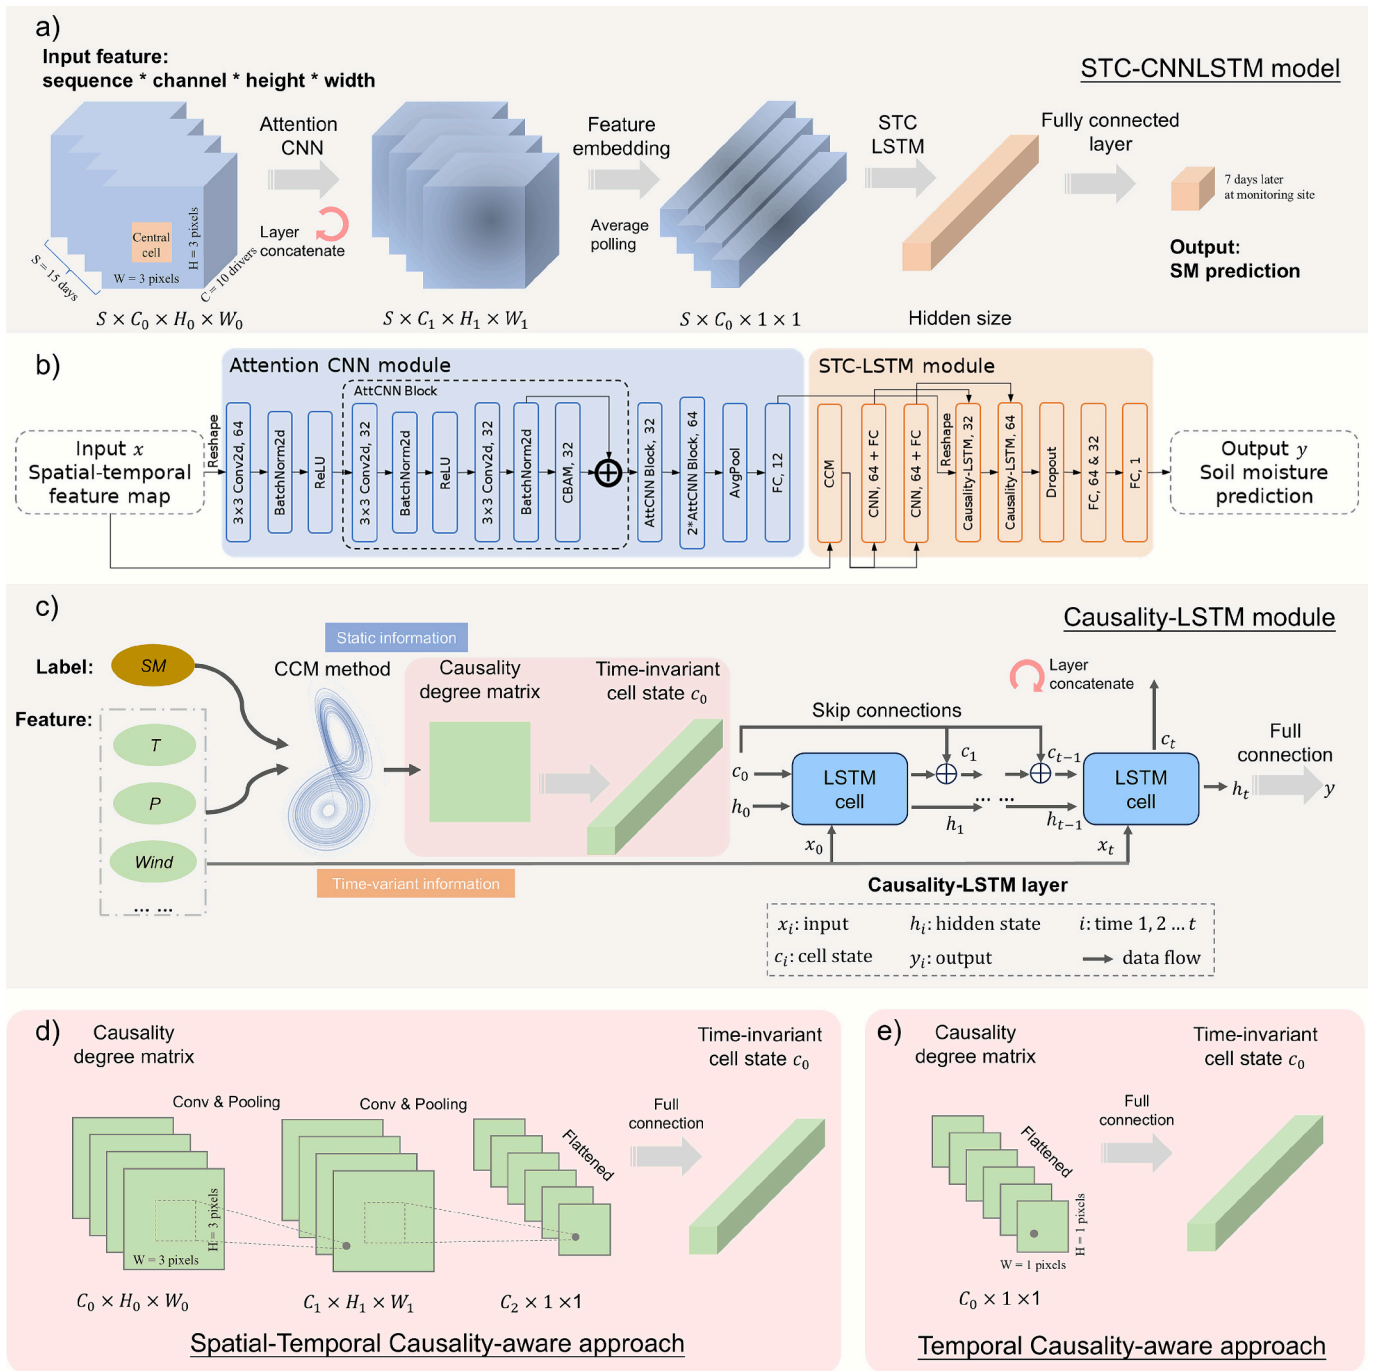 a)
Input feature:
sequence * channel * height * width
STC-CNNLSTM model
Attention
CNN
Layer
concatenate
Feature
embedding
Average
polling
STC
LSTM
Fully connected
layer
7 days later
at monitoring site
Output:
SM prediction
Central
cell
H = 3 pixels
W = 3 pixels
S = 15 days
C = 10 drivers
S × C₀ × H₀ × W₀
S × C₁ × H₁ × W₁
S × C₀ × 1 × 1
Hidden size
b)
Attention CNN module
STC-LSTM module
AttCNN Block
Input x
Spatial-temporal
feature map
Reshape
3×3 Conv2d, 64
BatchNorm2d
ReLU
3×3 Conv2d, 32
BatchNorm2d
ReLU
3×3 Conv2d, 32
BatchNorm2d
CBAM, 32
AttCNN Block, 32
2*AttCNN Block, 64
AvgPool
FC, 12
CCM
CNN, 64 + FC
CNN, 64 + FC
Reshape
Causality-LSTM, 32
Causality-LSTM, 64
Dropout
FC, 64 & 32
FC, 1
Output y
Soil moisture
prediction
c)
Causality-LSTM module
Static information
Label:
SM
CCM method
Causality
degree matrix
Time-invariant
cell state c₀
Feature:
T
P
Wind
... ...
Time-variant information
Skip connections
Layer
concatenate
c₀
h₀
LSTM
cell
c₁
h₁
... ...
cₜ₋₁
hₜ₋₁
LSTM
cell
cₜ
hₜ
Full
connection
y
x₀
xₜ
Causality-LSTM layer
xᵢ: input
hᵢ: hidden state
i: time 1, 2 ... t
cᵢ: cell state
yᵢ: output
data flow
d)
Causality
degree matrix
Time-invariant
cell state c₀
Conv & Pooling
Conv & Pooling
Flattened
Full
connection
H = 3 pixels
W = 3 pixels
C₀ × H₀ × W₀
C₁ × H₁ × W₁
C₂ × 1 ×1
Spatial-Temporal Causality-aware approach
e)
Causality
degree matrix
Time-invariant
cell state c₀
Flattened
Full
connection
H = 1 pixels
W = 1 pixels
C₀ × 1 ×1
Temporal Causality-aware approach